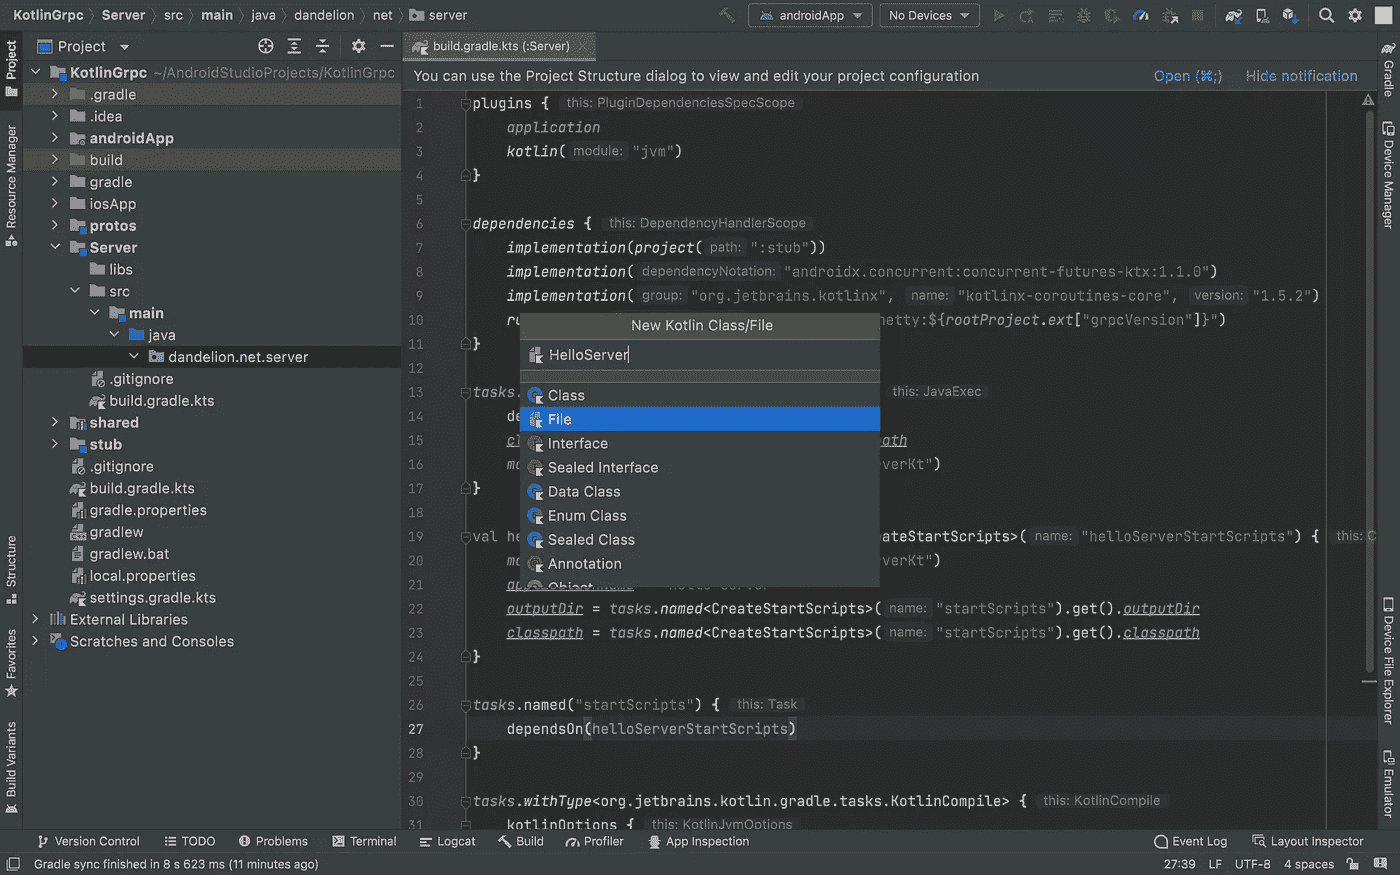 KotlinGrpc Server src main java dandelion net server androidApp No Devices
Project build.gradle.kts (:Server)
You can use the Project Structure dialog to view and edit your project configuration Open (⌘;) Hide notification
KotlinGrpc ~/AndroidStudioProjects/KotlinGrpc
.gradle
.idea
androidApp
build
gradle
iosApp
protos
Server
libs
src
main
java
dandelion.net.server
.gitignore
build.gradle.kts
shared
stub
.gitignore
build.gradle.kts
gradle.properties
gradlew
gradlew.bat
local.properties
settings.gradle.kts
External Libraries
Scratches and Consoles
1 plugins { this: PluginDependenciesSpecScope
2 application
3 kotlin( module: "jvm")
4 }
5
6 dependencies { this: DependencyHandlerScope
7 implementation(project( path: ":stub"))
8 implementation( dependencyNotation: "androidx.concurrent:concurrent-futures-ktx:1.1.0")
9 implementation( group: "org.jetbrains.kotlinx", name: "kotlinx-coroutines-core", version: "1.5.2")
10 ru netty:${rootProject.ext["grpcVersion"]}")
11 }
12
13 tasks. this: JavaExec
14 de
15 cl path
16 ma verKt")
17 }
18
19 val he eateStartScripts>( name: "helloServerStartScripts") { this: C
20 ma verKt")
21
22 outputDir = tasks.named<CreateStartScripts>( name: "startScripts").get().outputDir
23 classpath = tasks.named<CreateStartScripts>( name: "startScripts").get().classpath
24 }
25
26 tasks.named("startScripts") { this: Task
27 dependsOn(helloServerStartScripts)
28 }
29
30 tasks.withType<org.jetbrains.kotlin.gradle.tasks.KotlinCompile> { this: KotlinCompile
31 kotlinOptions { this: KotlinJvmOptions
New Kotlin Class/File
HelloServer
Class
File
Interface
Sealed Interface
Data Class
Enum Class
Sealed Class
Annotation
Object
Project
Resource Manager
Structure
Favorites
Build Variants
Gradle
Device Manager
Device File Explorer
Emulator
Version Control TODO Problems Terminal Logcat Build Profiler App Inspection Event Log Layout Inspector
Gradle sync finished in 8 s 623 ms (11 minutes ago) 27:39 LF UTF-8 4 spaces